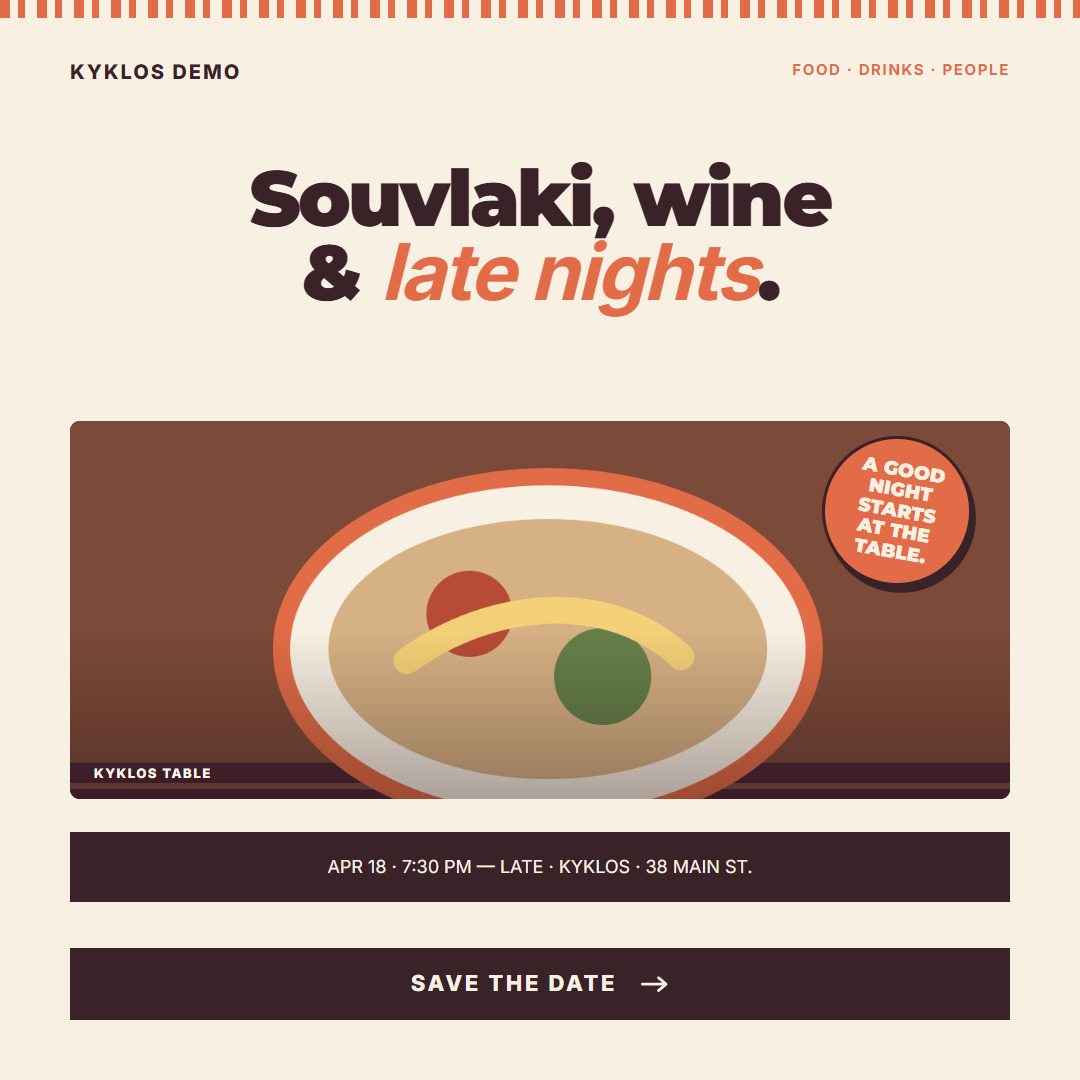 KYKLOS DEMO
FOOD · DRINKS · PEOPLE
Souvlaki, wine
& late nights.
A GOOD
NIGHT
STARTS
AT THE
TABLE.
KYKLOS TABLE
APR 18 · 7:30 PM — LATE · KYKLOS · 38 MAIN ST.
SAVE THE DATE →